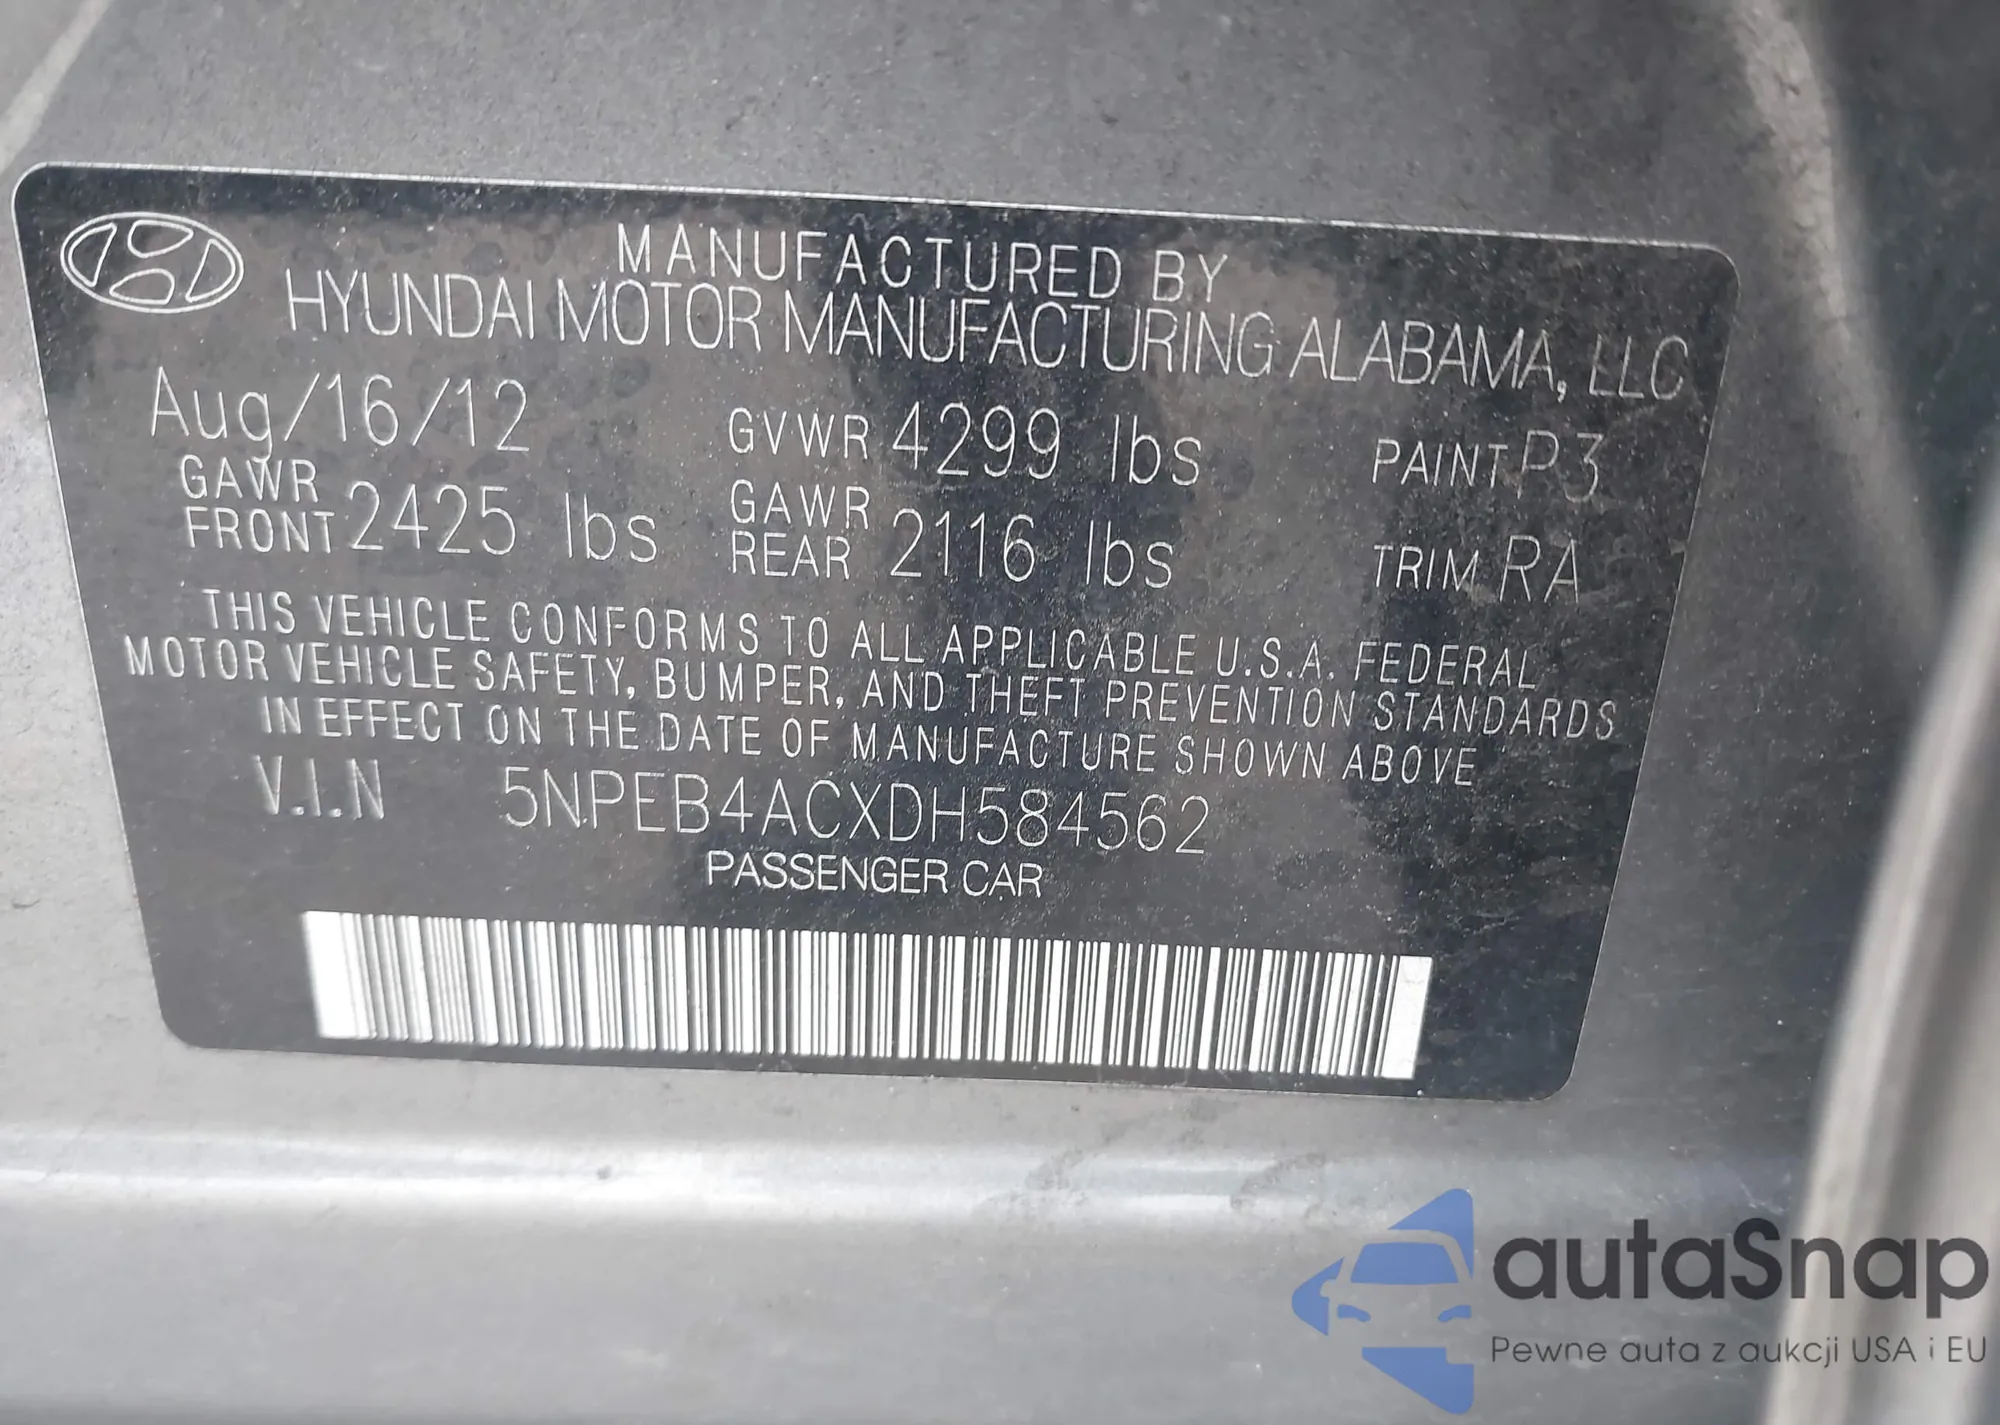 MANUFACTURED BY
HYUNDAI MOTOR MANUFACTURING ALABAMA, LLC
Aug/16/12 GVWR 4299 lbs PAINT P3
GAWR FRONT 2425 lbs GAWR REAR 2116 lbs TRIM RA
THIS VEHICLE CONFORMS TO ALL APPLICABLE U.S.A. FEDERAL
MOTOR VEHICLE SAFETY, BUMPER, AND THEFT PREVENTION STANDARDS
IN EFFECT ON THE DATE OF MANUFACTURE SHOWN ABOVE
V.I.N 5NPEB4ACXDH584562
PASSENGER CAR
autaSnap
Pewne auta z aukcji USA i EU